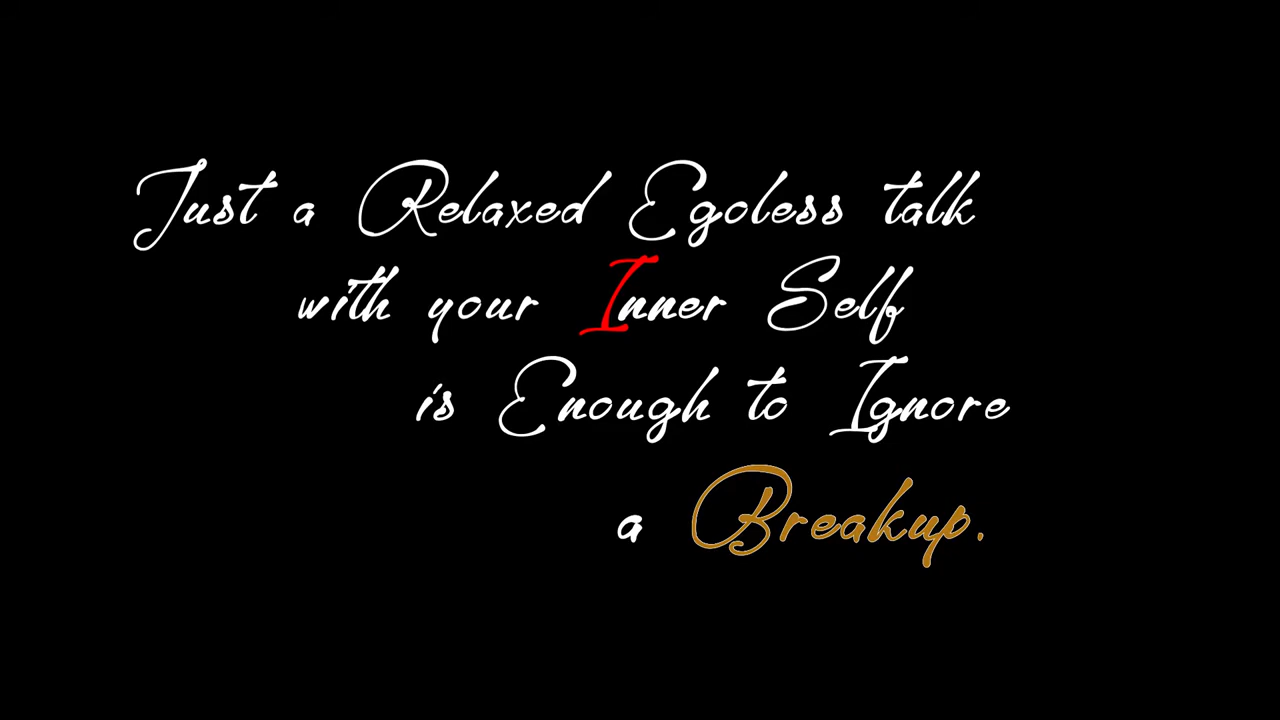 Just a Relaxed Egoless talk
with your Inner Self
is Enough to Ignore
a Breakup.